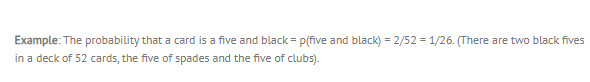 Example: The probability that a card is a five and black = p(five and black) = 2/52 = 1/26. (There are two black fives
in a deck of 52 cards, the five of spades and the five of clubs).